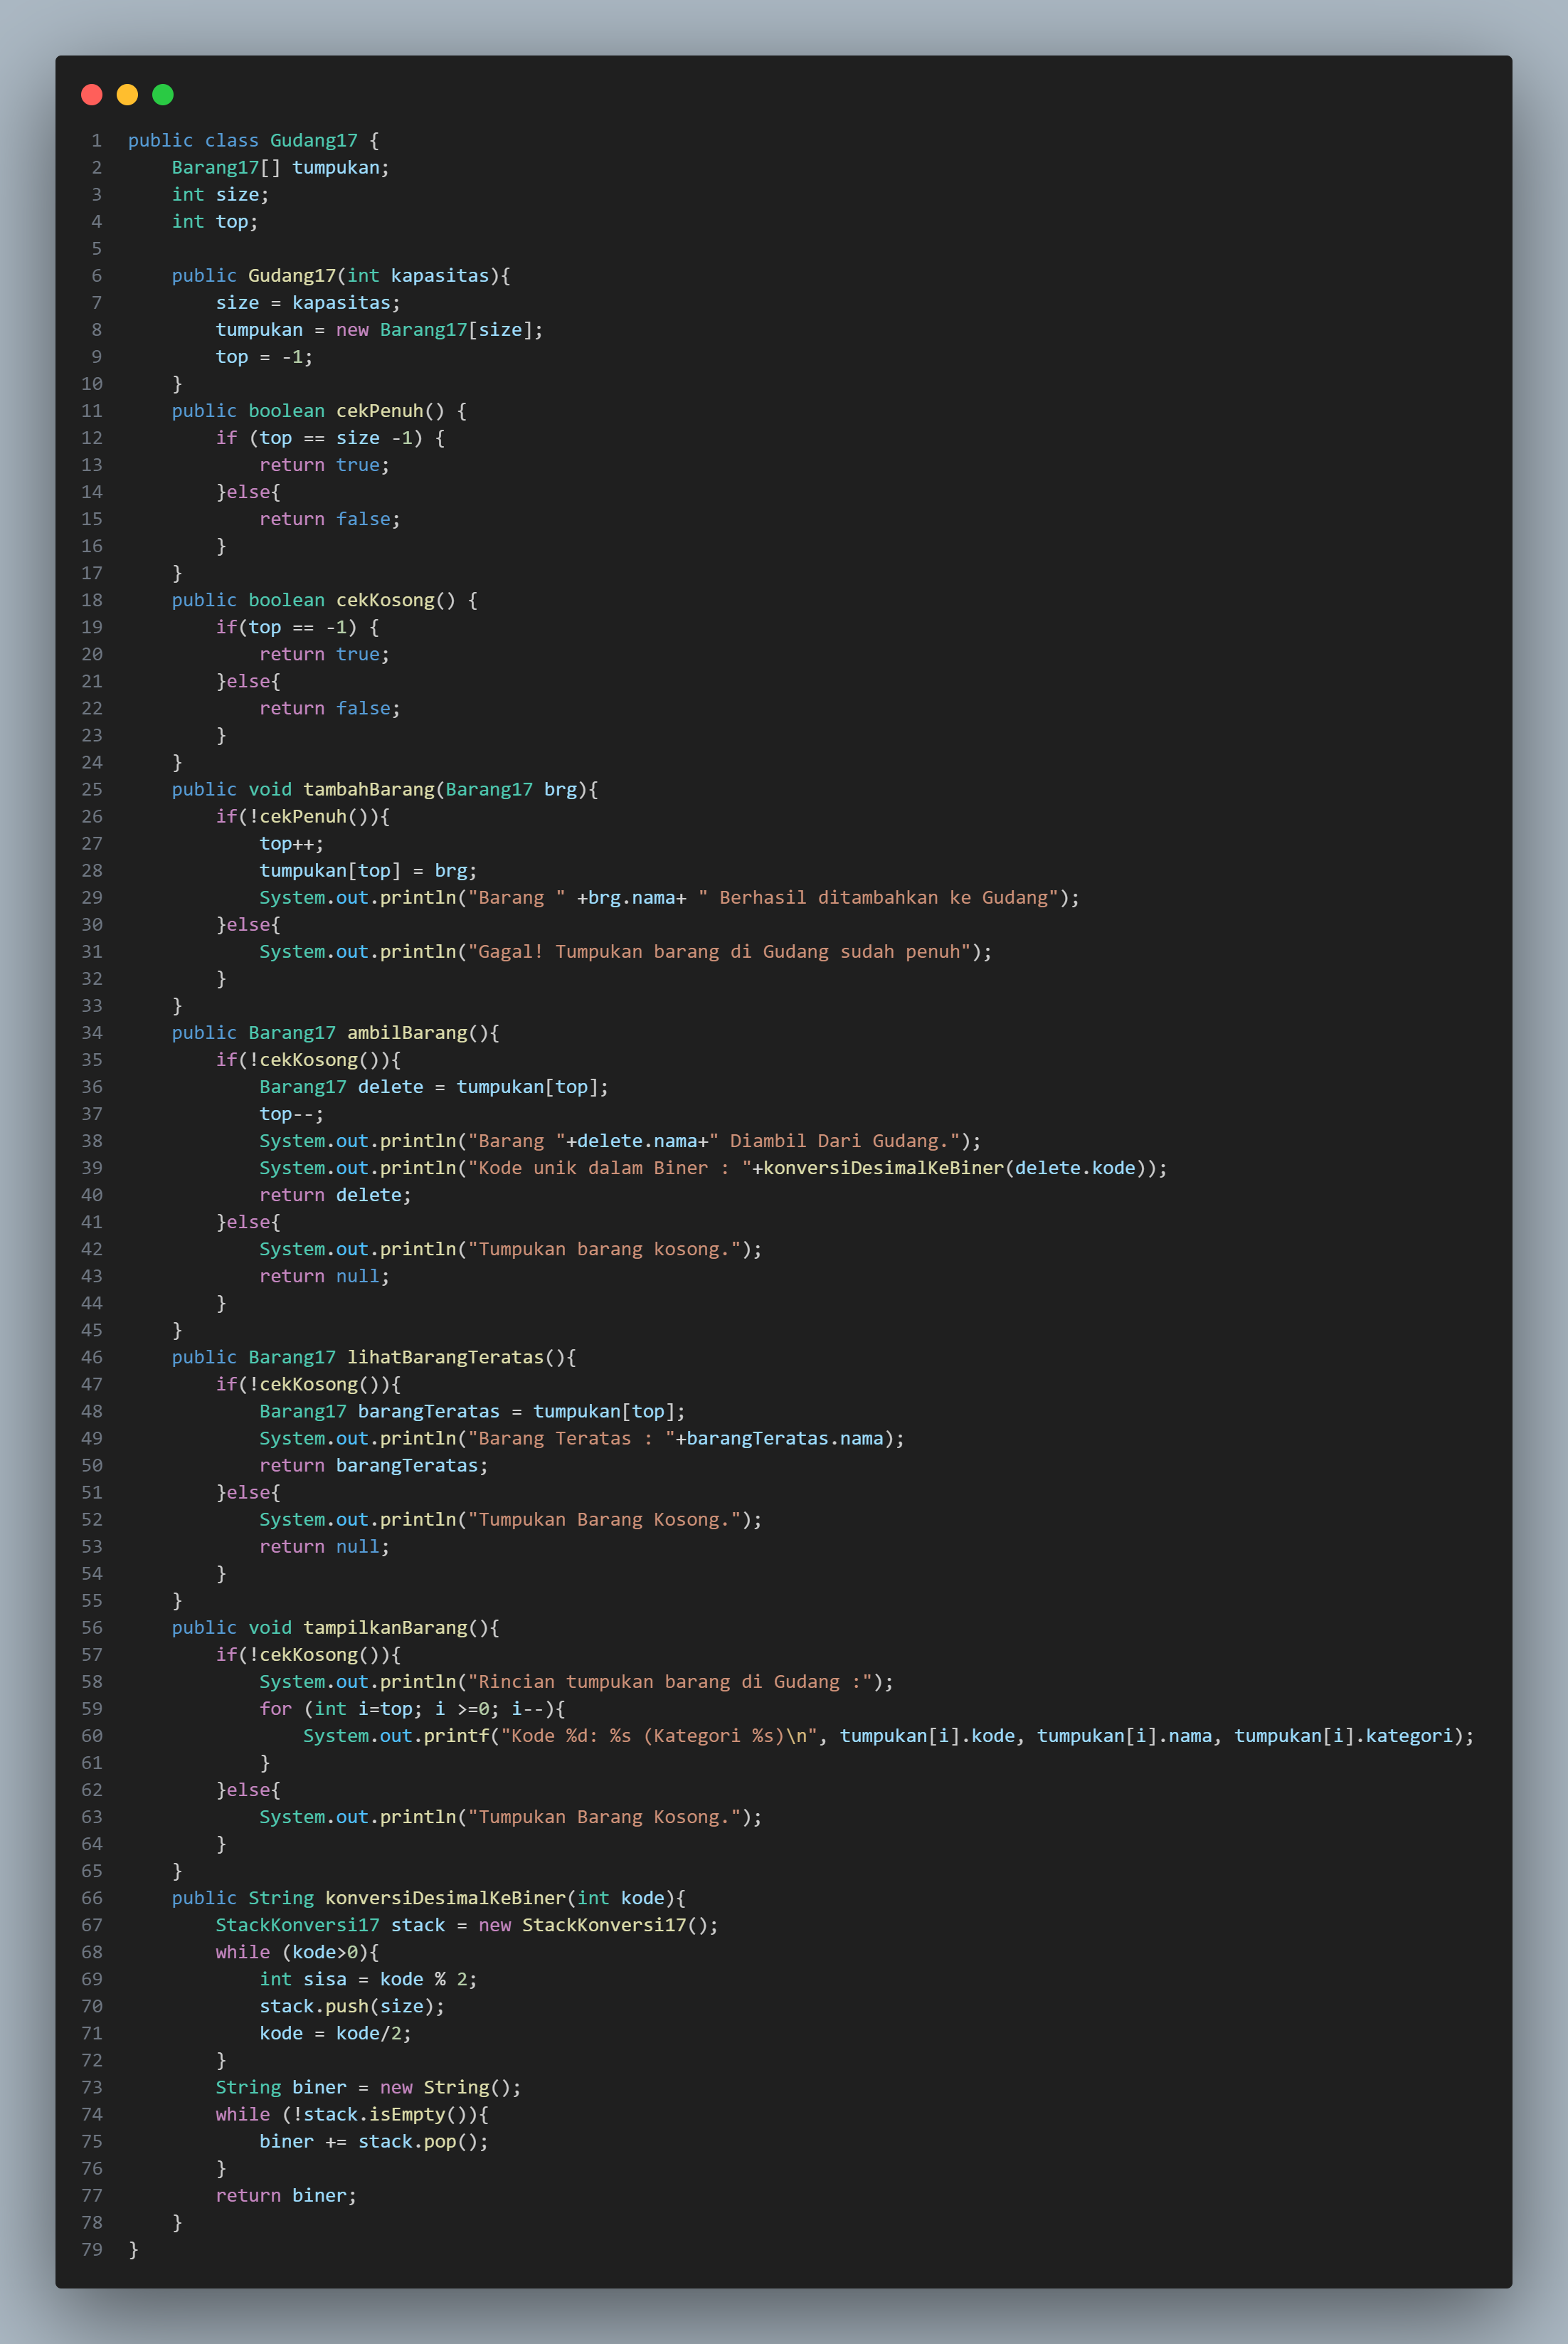 1 public class Gudang17 {
2     Barang17[] tumpukan;
3     int size;
4     int top;
5
6     public Gudang17(int kapasitas){
7         size = kapasitas;
8         tumpukan = new Barang17[size];
9         top = -1;
10     }
11     public boolean cekPenuh() {
12         if (top == size -1) {
13             return true;
14         }else{
15             return false;
16         }
17     }
18     public boolean cekKosong() {
19         if(top == -1) {
20             return true;
21         }else{
22             return false;
23         }
24     }
25     public void tambahBarang(Barang17 brg){
26         if(!cekPenuh()){
27             top++;
28             tumpukan[top] = brg;
29             System.out.println("Barang " +brg.nama+ " Berhasil ditambahkan ke Gudang");
30         }else{
31             System.out.println("Gagal! Tumpukan barang di Gudang sudah penuh");
32         }
33     }
34     public Barang17 ambilBarang(){
35         if(!cekKosong()){
36             Barang17 delete = tumpukan[top];
37             top--;
38             System.out.println("Barang "+delete.nama+" Diambil Dari Gudang.");
39             System.out.println("Kode unik dalam Biner : "+konversiDesimalKeBiner(delete.kode));
40             return delete;
41         }else{
42             System.out.println("Tumpukan barang kosong.");
43             return null;
44         }
45     }
46     public Barang17 lihatBarangTeratas(){
47         if(!cekKosong()){
48             Barang17 barangTeratas = tumpukan[top];
49             System.out.println("Barang Teratas : "+barangTeratas.nama);
50             return barangTeratas;
51         }else{
52             System.out.println("Tumpukan Barang Kosong.");
53             return null;
54         }
55     }
56     public void tampilkanBarang(){
57         if(!cekKosong()){
58             System.out.println("Rincian tumpukan barang di Gudang :");
59             for (int i=top; i >=0; i--){
60                 System.out.printf("Kode %d: %s (Kategori %s)\n", tumpukan[i].kode, tumpukan[i].nama, tumpukan[i].kategori);
61             }
62         }else{
63             System.out.println("Tumpukan Barang Kosong.");
64         }
65     }
66     public String konversiDesimalKeBiner(int kode){
67         StackKonversi17 stack = new StackKonversi17();
68         while (kode>0){
69             int sisa = kode % 2;
70             stack.push(size);
71             kode = kode/2;
72         }
73         String biner = new String();
74         while (!stack.isEmpty()){
75             biner += stack.pop();
76         }
77         return biner;
78     }
79 }